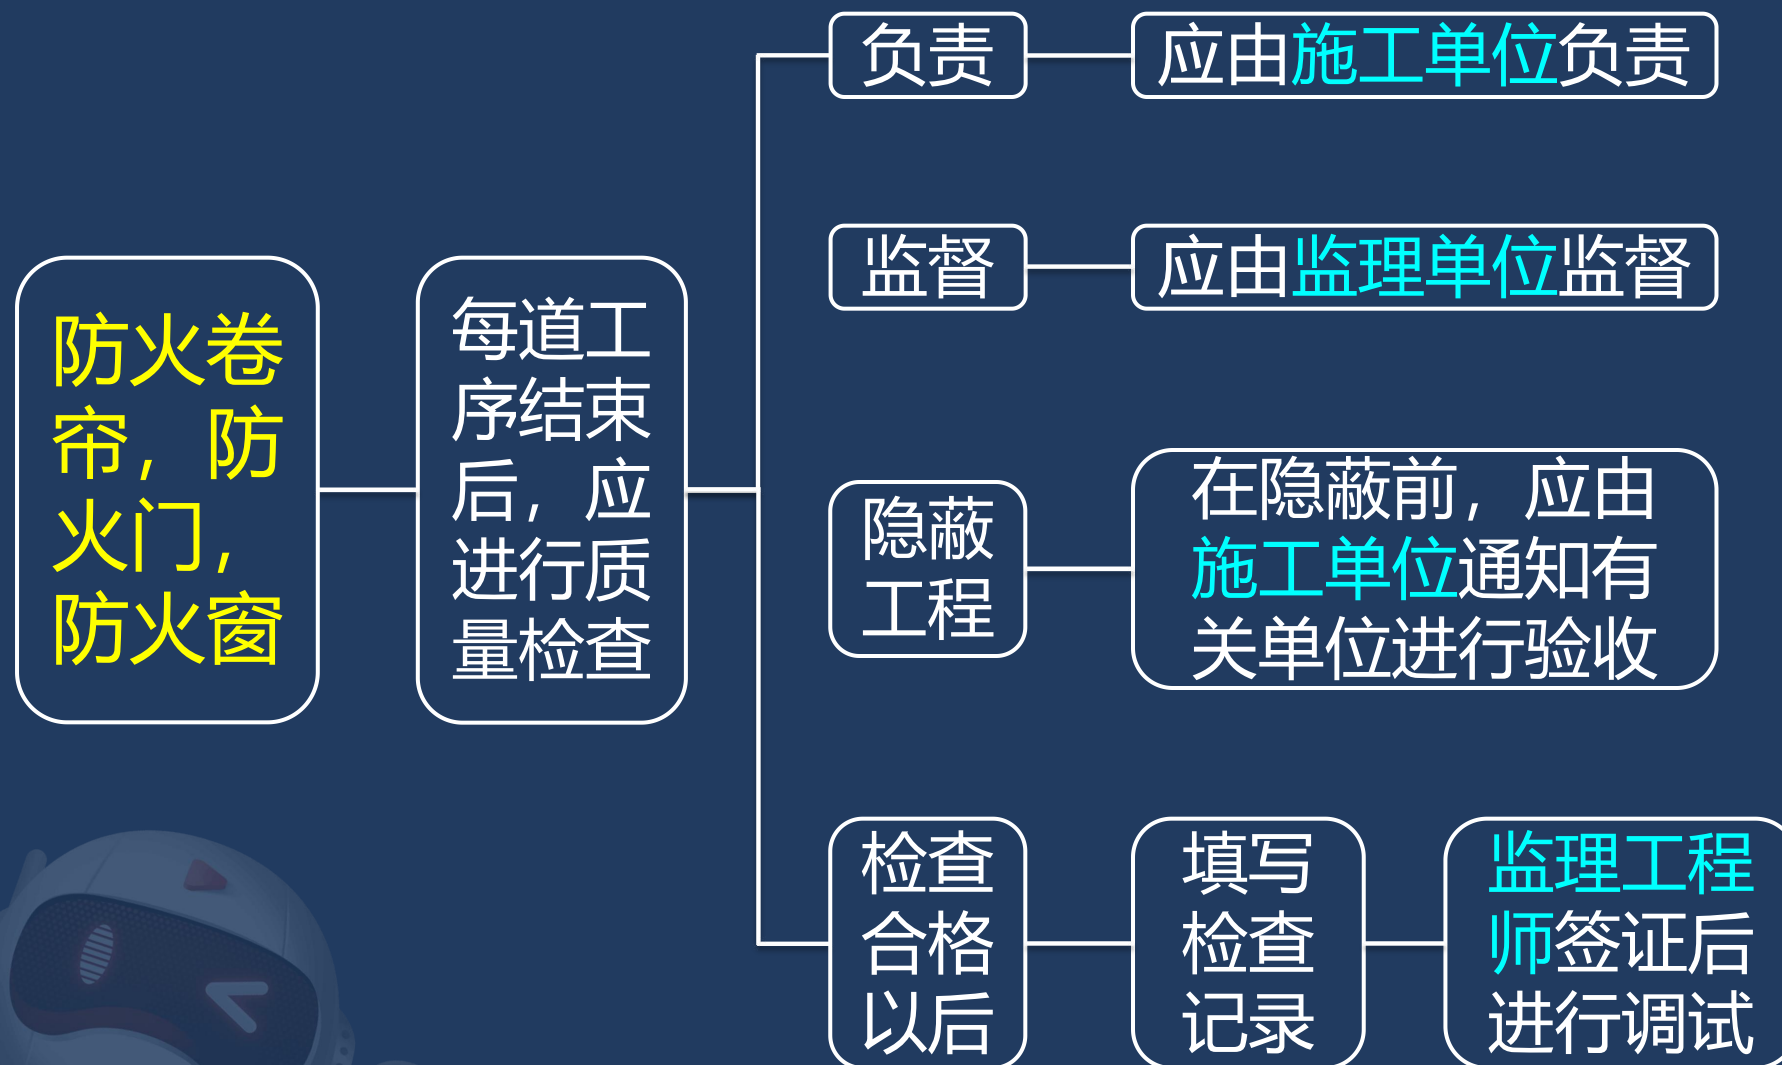 防火卷
帘，防
火门，
防火窗
每道工
序结束
后，应
进行质
量检查
负责
应由施工单位负责
监督
应由监理单位监督
隐蔽
工程
在隐蔽前，应由
施工单位通知有
关单位进行验收
检查
合格
以后
填写
检查
记录
监理工程
师签证后
进行调试